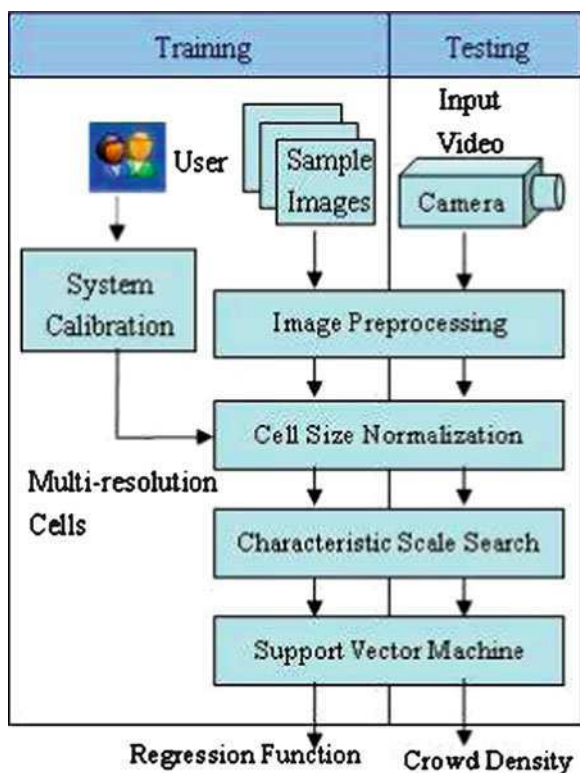 Training
Testing
Input
Video
User
Sample
Images
Camera
System
Calibration
Image Preprocessing
Cell Size Normalization
Multi-resolution
Cells
Characteristic Scale Search
Support Vector Machine
Regression Function
Crowd Density